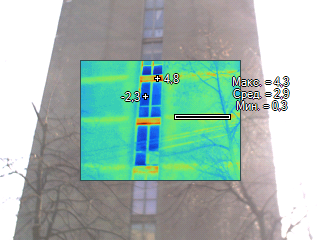 +4,8
-2,3+
Макс. = 4,3
Сред. = 2,9
Мин. = 0,3